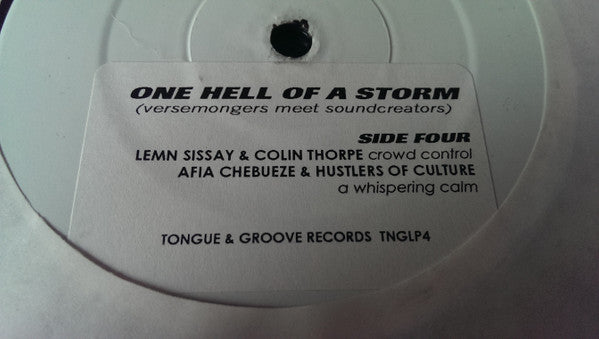 ONE HELL OF A STORM
(versemongers meet soundcreators)
SIDE FOUR
LEMN SISSAY & COLIN THORPE crowd control
AFIA CHEBUEZE & HUSTLERS OF CULTURE
a whispering calm
TONGUE & GROOVE RECORDS TNGLP4